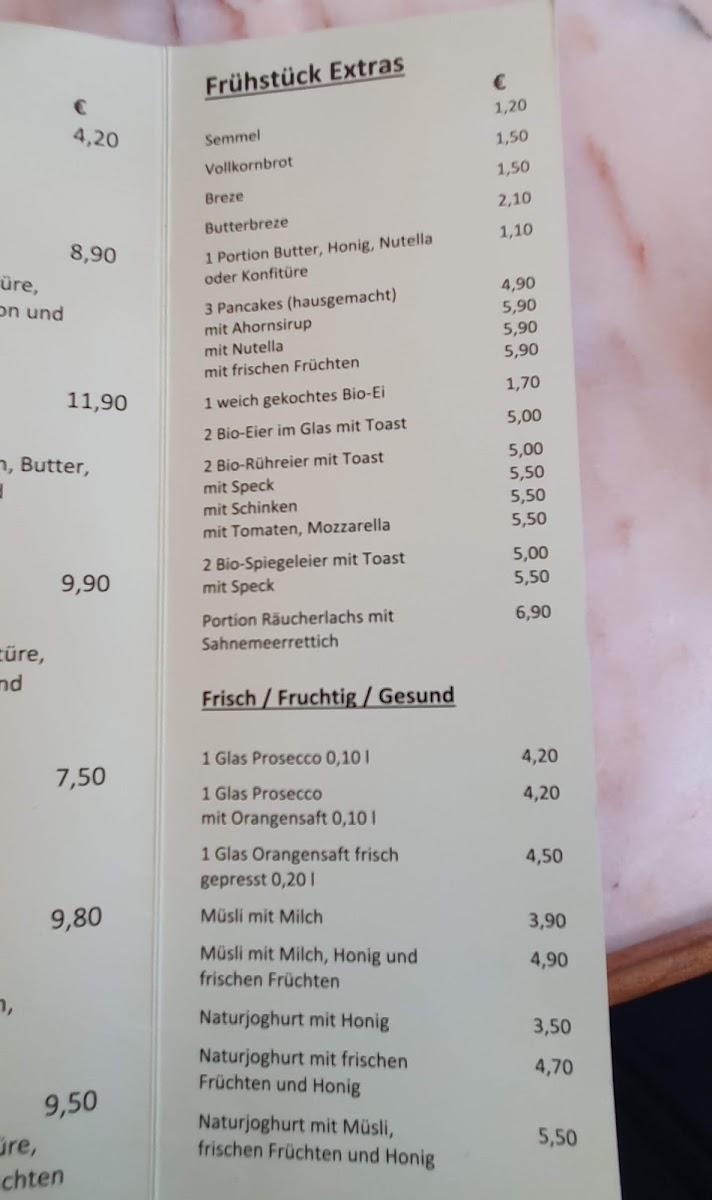 €
4,20
8,90
üre,
on und
11,90
n, Butter,
9,90
türe,
nd
7,50
9,80
n,
9,50
üre,
chten
Frühstück Extras
€
Semmel 1,20
Vollkornbrot 1,50
Breze 1,50
Butterbreze 2,10
1 Portion Butter, Honig, Nutella 1,10
oder Konfitüre
3 Pancakes (hausgemacht) 4,90
mit Ahornsirup 5,90
mit Nutella 5,90
mit frischen Früchten 5,90
1 weich gekochtes Bio-Ei 1,70
2 Bio-Eier im Glas mit Toast 5,00
2 Bio-Rühreier mit Toast 5,00
mit Speck 5,50
mit Schinken 5,50
mit Tomaten, Mozzarella 5,50
2 Bio-Spiegeleier mit Toast 5,00
mit Speck 5,50
Portion Räucherlachs mit 6,90
Sahnemeerrettich
Frisch / Fruchtig / Gesund
1 Glas Prosecco 0,10 l 4,20
1 Glas Prosecco 4,20
mit Orangensaft 0,10 l
1 Glas Orangensaft frisch 4,50
gepresst 0,20 l
Müsli mit Milch 3,90
Müsli mit Milch, Honig und 4,90
frischen Früchten
Naturjoghurt mit Honig 3,50
Naturjoghurt mit frischen 4,70
Früchten und Honig
Naturjoghurt mit Müsli, 5,50
frischen Früchten und Honig